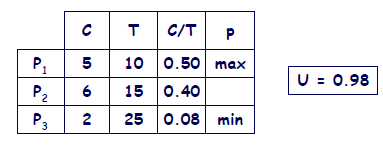 C T C/T p
P1 5 10 0.50 max
P2 6 15 0.40
P3 2 25 0.08 min
U = 0.98